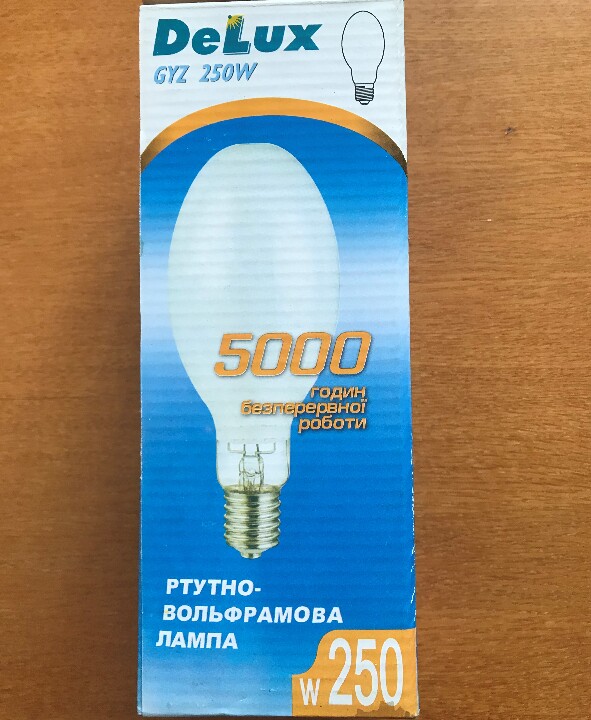 DeLux
GYZ 250W
5000
годин
безперервної
роботи
РТУТНО-
ВОЛЬФРАМОВА
ЛАМПА
W 250